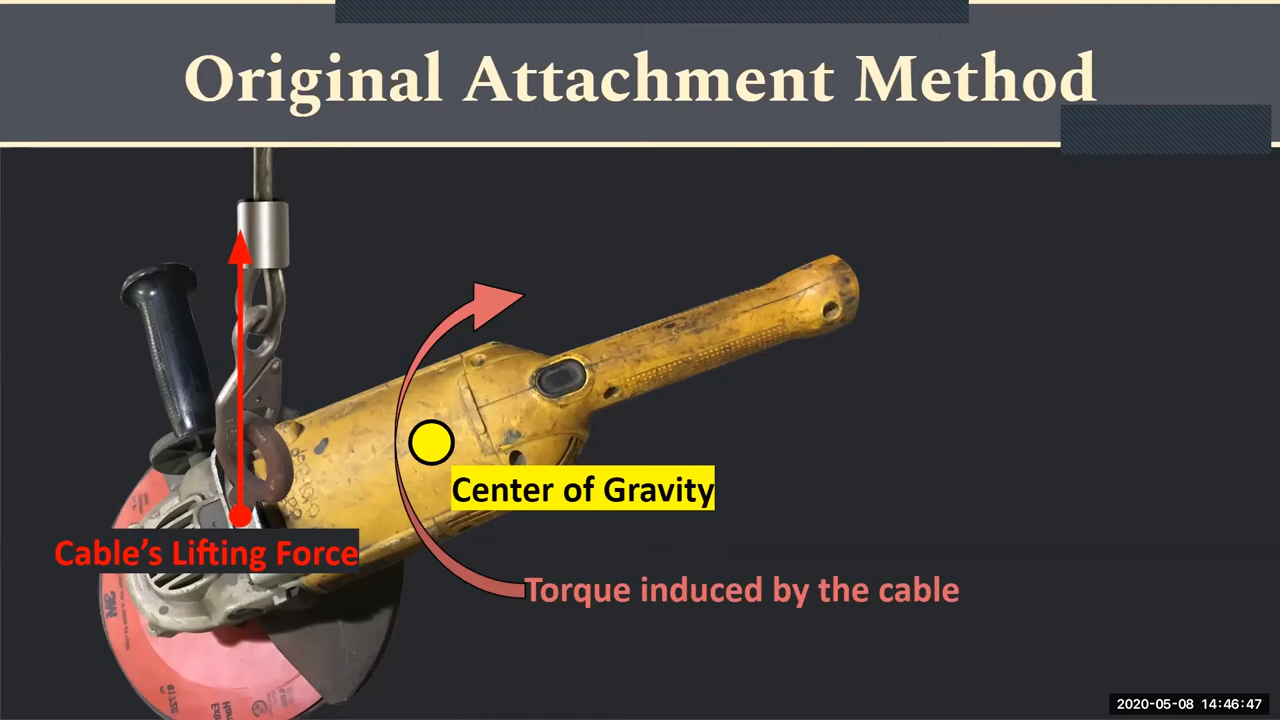 Original Attachment Method
Center of Gravity
Cable's Lifting Force
Torque induced by the cable
3M
2020-05-08 14:46:47